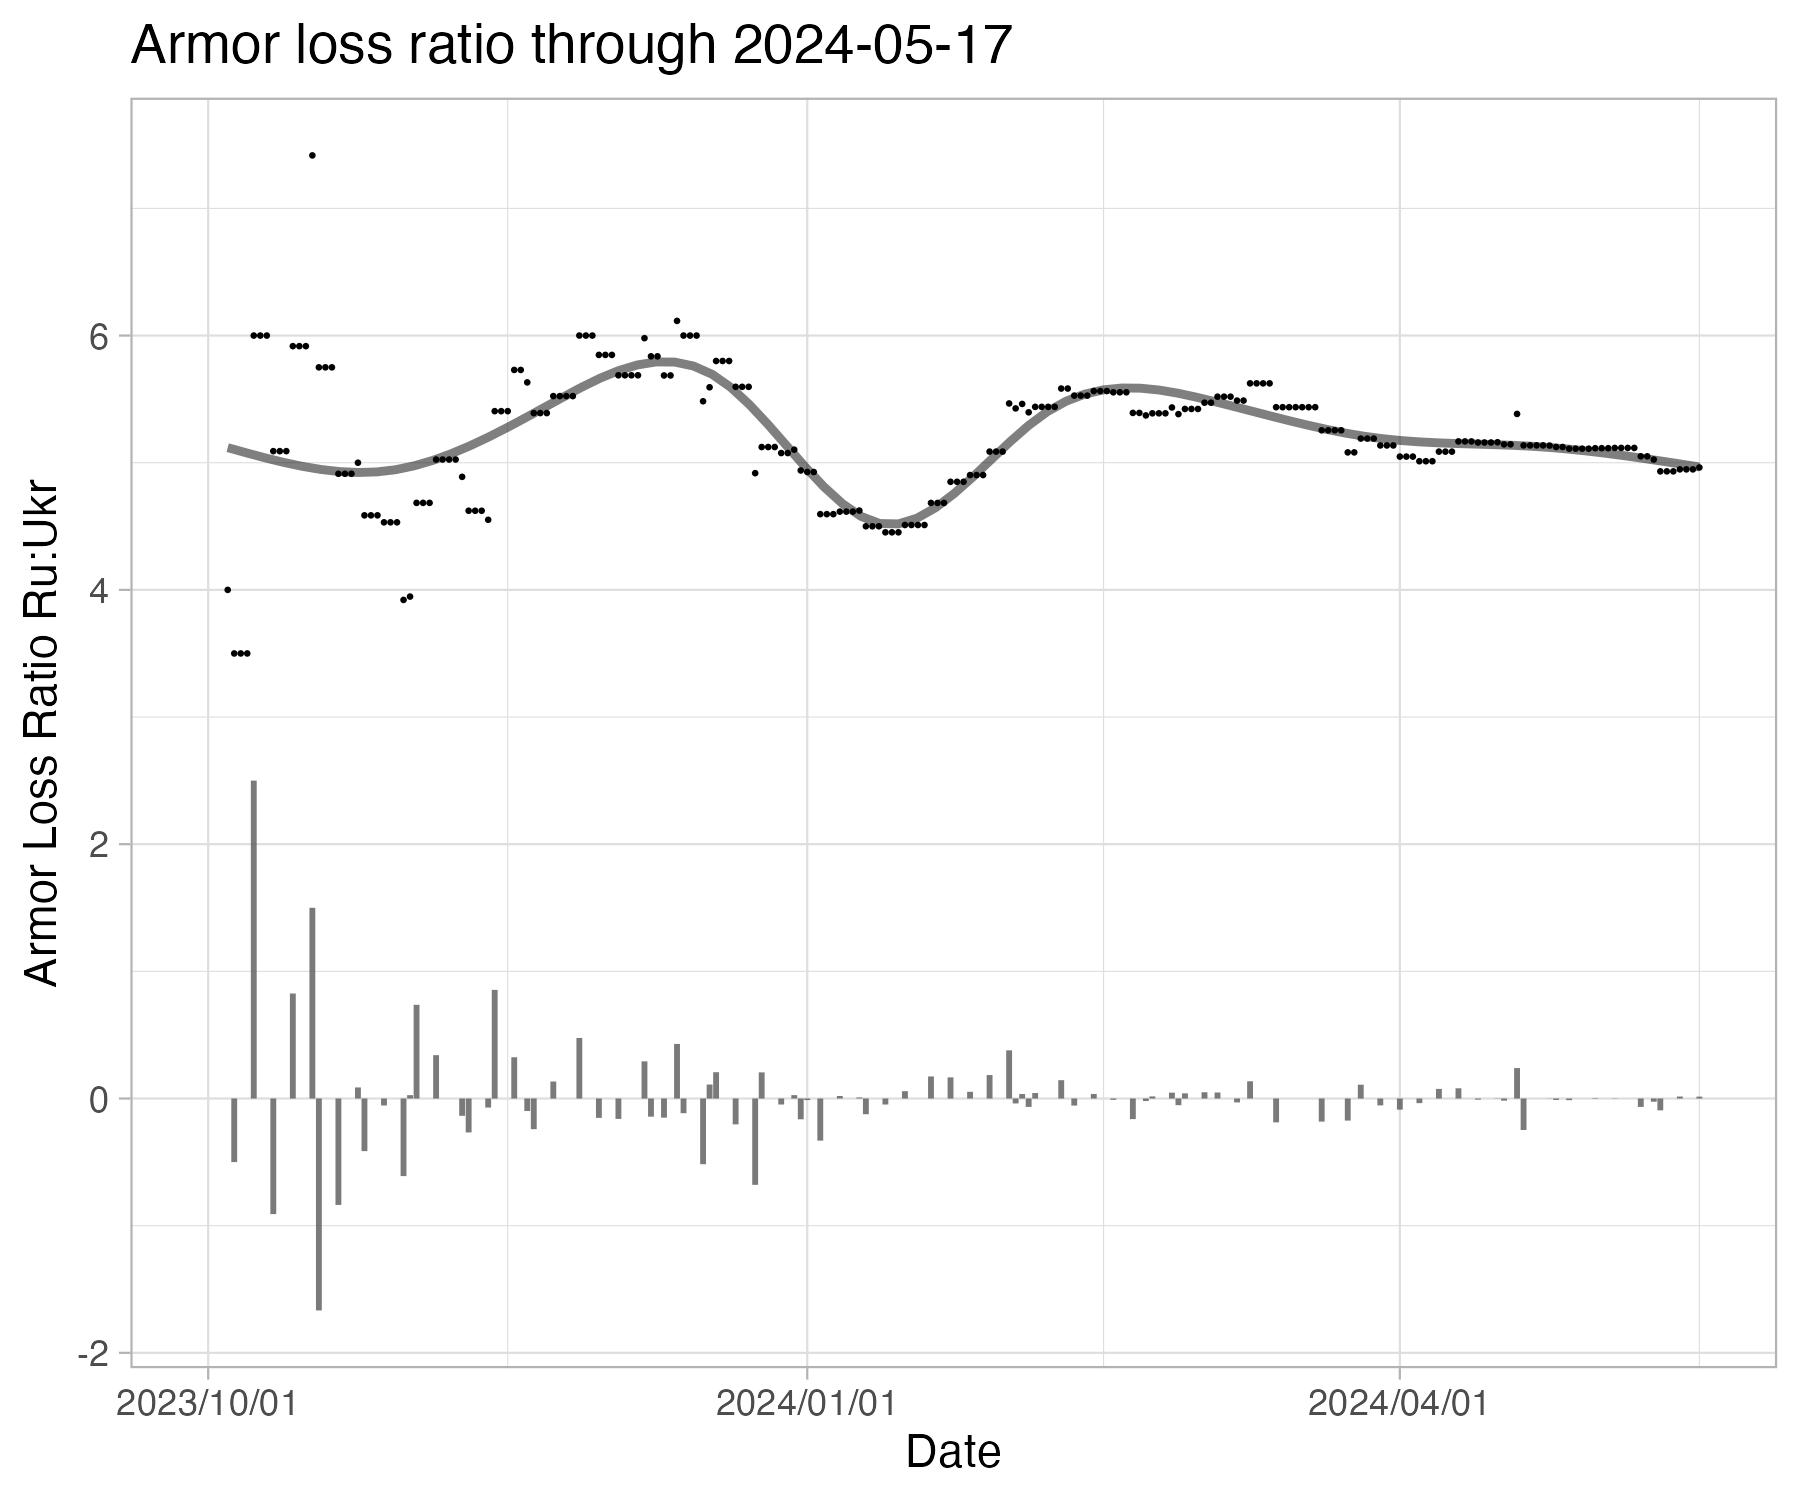 Armor loss ratio through 2024-05-17
Armor Loss Ratio Ru:Ukr
6
4
2
0
-2
2023/10/01
2024/01/01
2024/04/01
Date